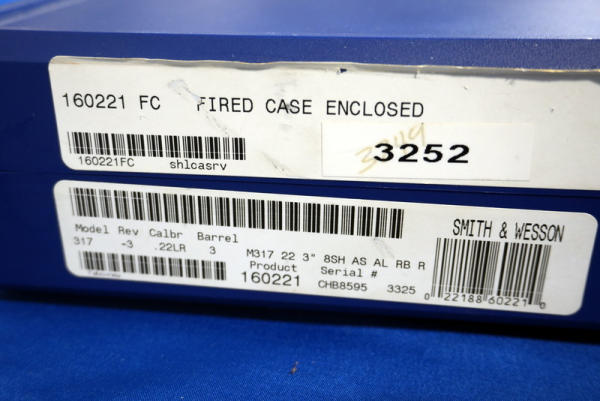 160221 FC FIRED CASE ENCLOSED
160221FC shlcasrv
3252
SMITH & WESSON
Model Rev Calbr Barrel
317 -3 .22LR 3
M317 22 3" 8SH AS AL RB R
Product Serial #
160221 CHB8595 3325
0 22188 60221 0